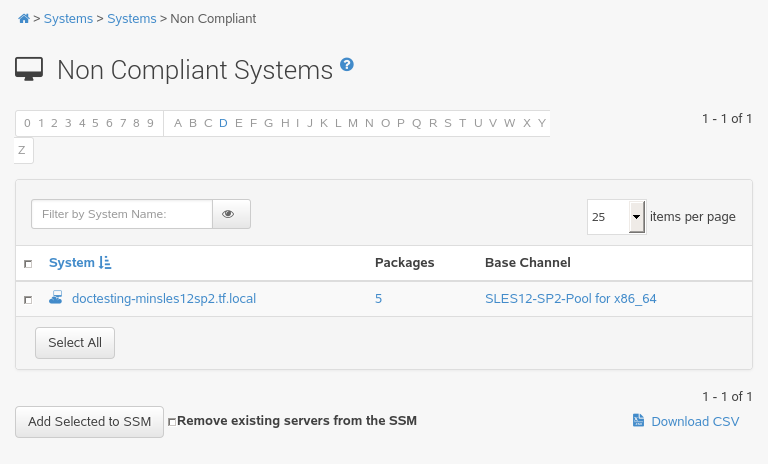 > Systems > Systems > Non Compliant
Non Compliant Systems ?
0 1 2 3 4 5 6 7 8 9 A B C D E F G H I J K L M N O P Q R S T U V W X Y
1 - 1 of 1
Z
Filter by System Name:
25 items per page
System Packages Base Channel
doctesting-minsles12sp2.tf.local 5 SLES12-SP2-Pool for x86_64
Select All
1 - 1 of 1
Add Selected to SSM Remove existing servers from the SSM Download CSV